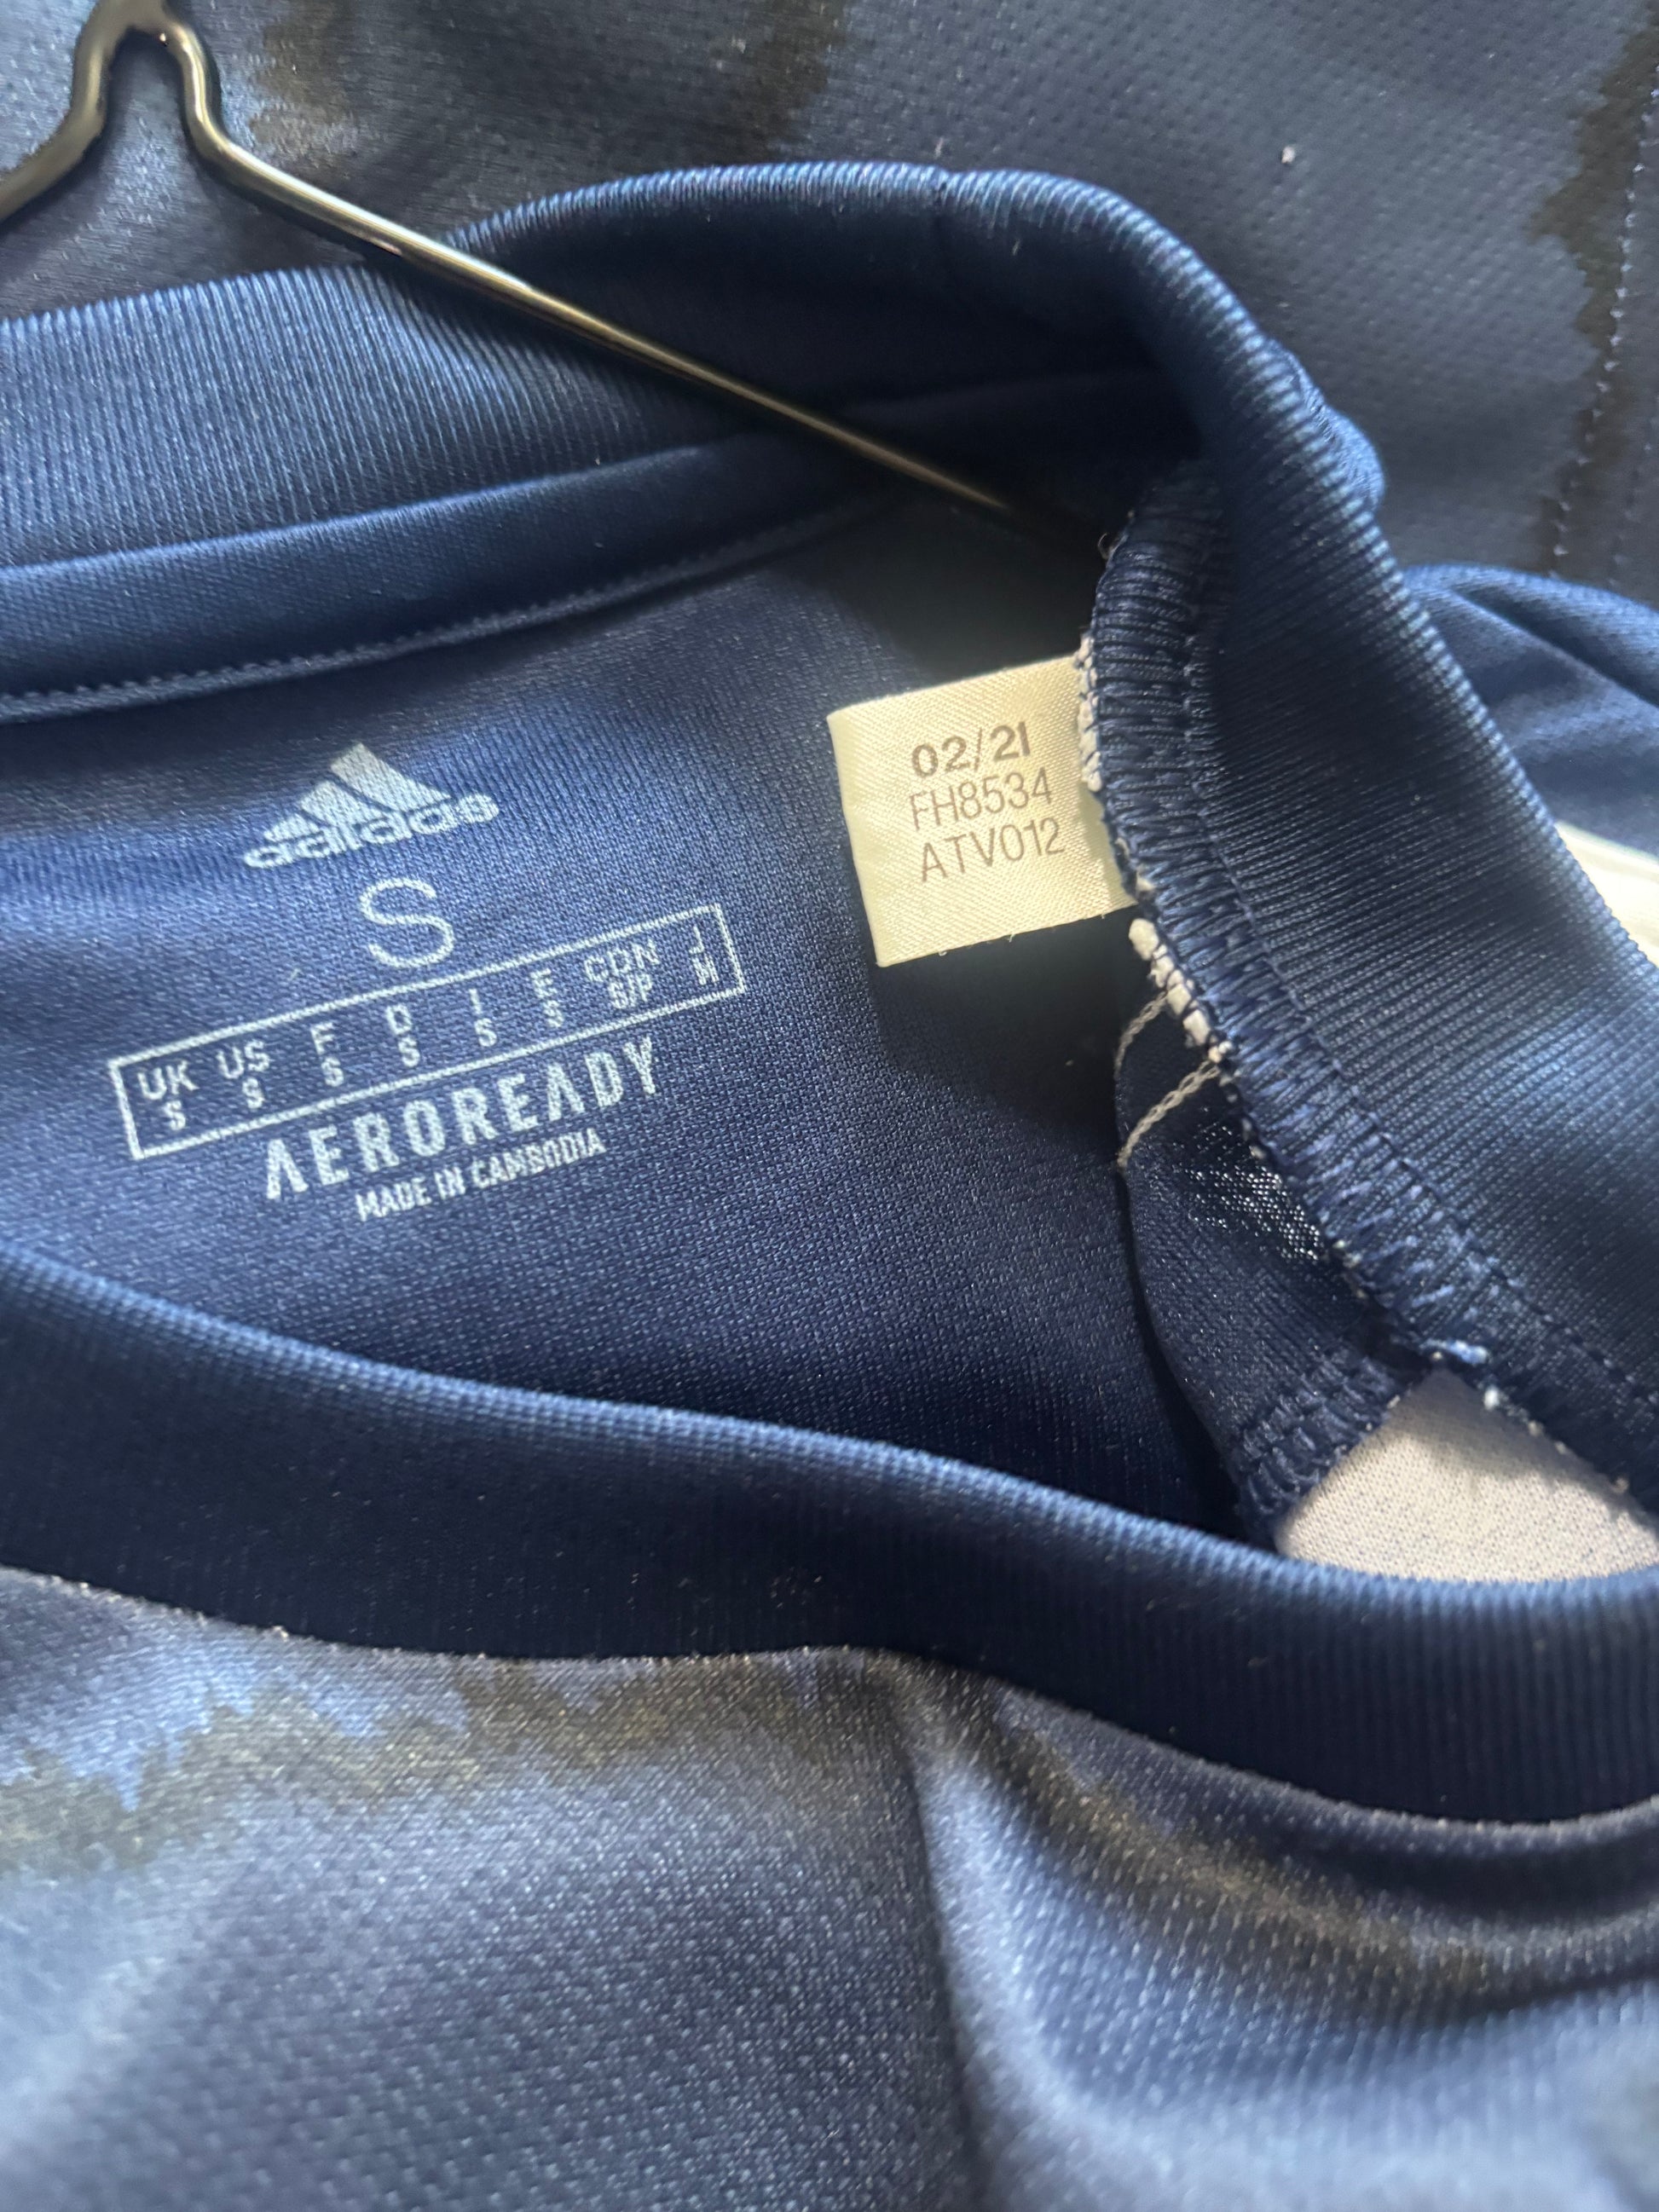 adidas
S
UK US F D I E CDN J
S S S S S S S/P M
AEROREADY
MADE IN CAMBODIA
02/21
FH8534
ATV012